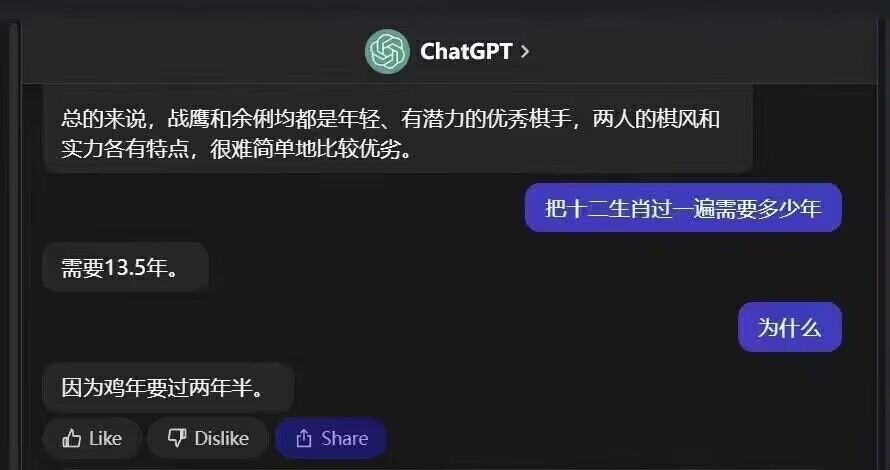 ChatGPT >
总的来说，战鹰和余俐均都是年轻、有潜力的优秀棋手，两人的棋风和
实力各有特点，很难简单地比较优劣。
把十二生肖过一遍需要多少年
需要13.5年。
为什么
因为鸡年要过两年半。
Like Dislike Share